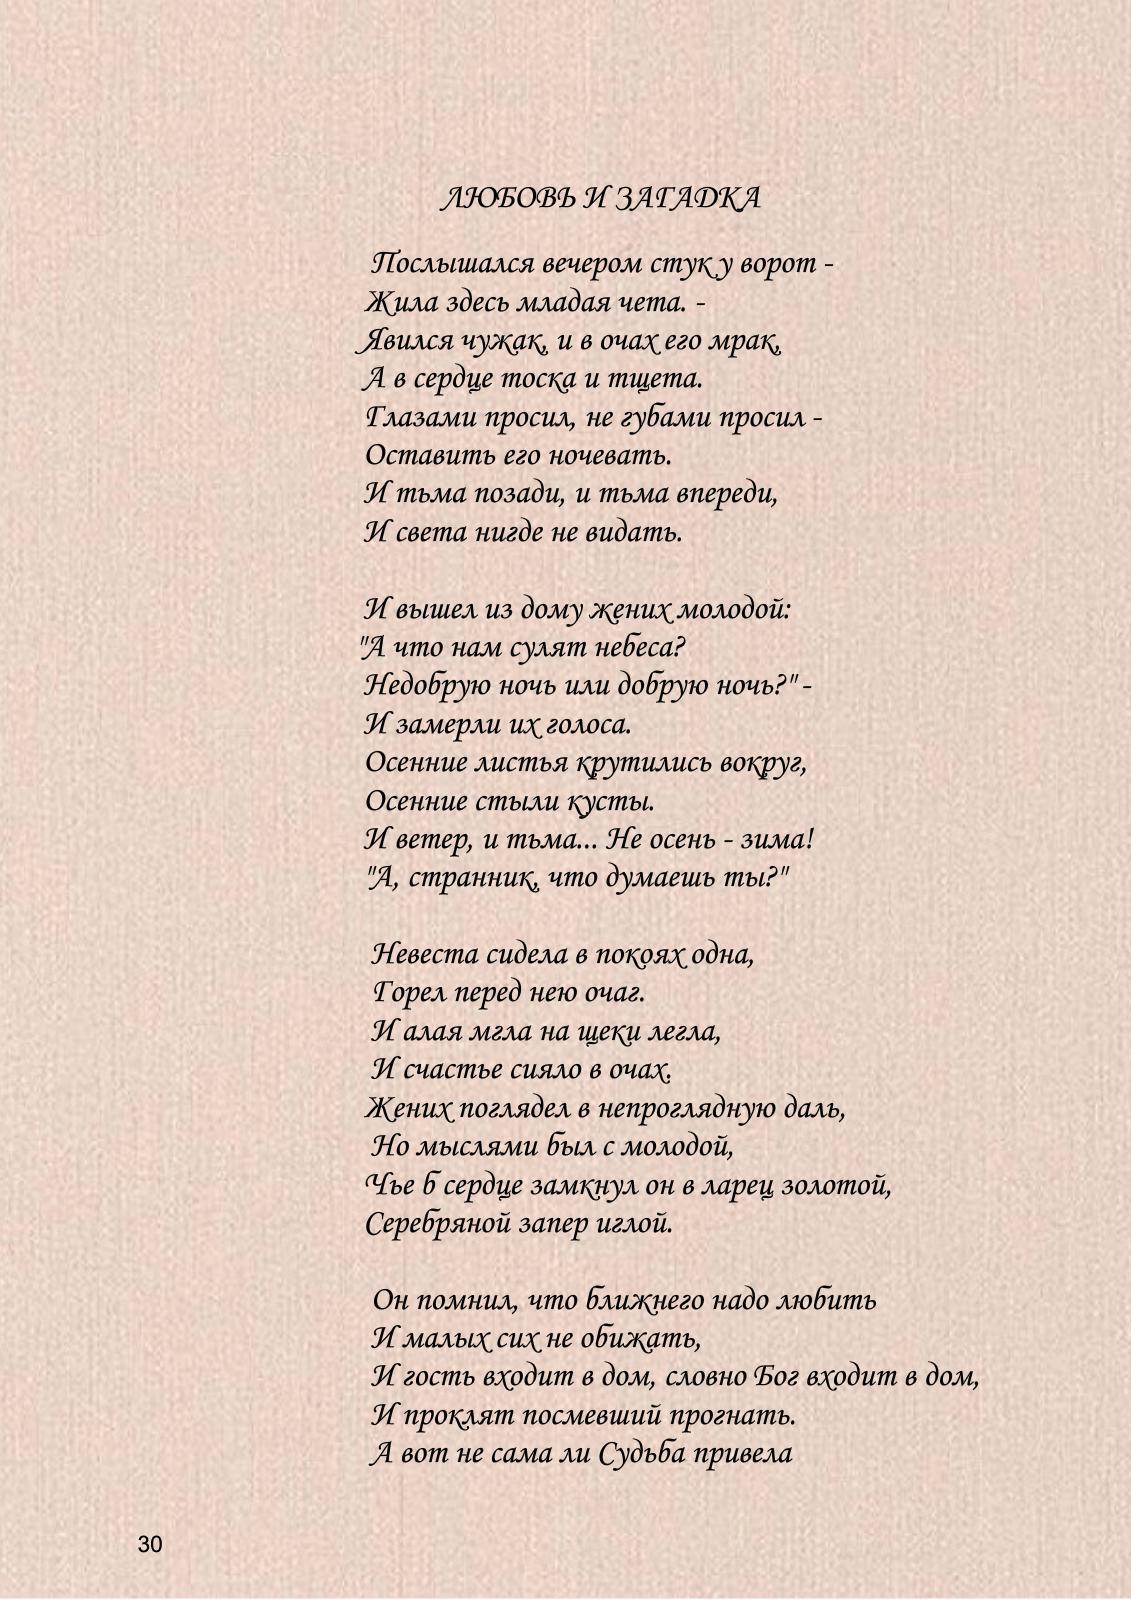 ЛЮБОВЬ И ЗАГАДКА
Послышался вечером стук у ворот -
Жила здесь младая чета. -
Явился чужак, и в очах его мрак,
А в сердце тоска и тщета.
Глазами просил, не губами просил -
Оставить его ночевать.
И тьма позади, и тьма впереди,
И света нигде не видать.
И вышел из дому жених молодой:
"А что нам сулят небеса?
Недобрую ночь или добрую ночь?" -
И замерли их голоса.
Осенние листья крутились вокруг,
Осенние стыли кусты.
И ветер, и тьма... Не осень - зима!
"А, странник, что думаешь ты?"
Невеста сидела в покоях одна,
Горел перед нею очаг.
И алая мгла на щеки легла,
И счастье сияло в очах.
Жених поглядел в непроглядную даль,
Но мыслями был с молодой,
Чье б сердце замкнул он в ларец золотой,
Серебряной запер иглой.
Он помнил, что ближнего надо любить
И малых сих не обижать,
И гость входит в дом, словно Бог входит в дом,
И проклят посмевший прогнать.
А вот не сама ли Судьба привела
30